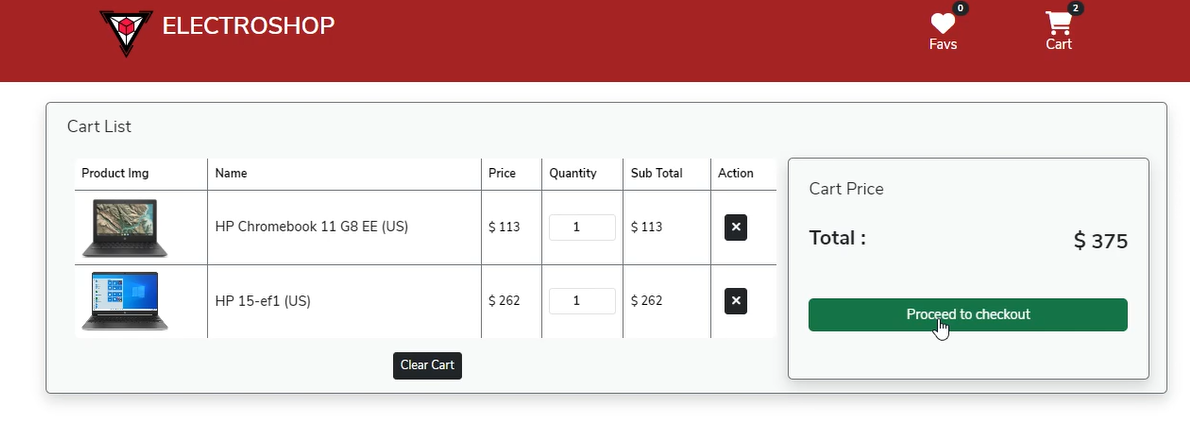 ELECTROSHOP
0
Favs
2
Cart
Cart List
Product Img Name Price Quantity Sub Total Action
HP Chromebook 11 G8 EE (US) $ 113 1 $ 113
HP 15-ef1 (US) $ 262 1 $ 262
Clear Cart
Cart Price
Total : $ 375
Proceed to checkout